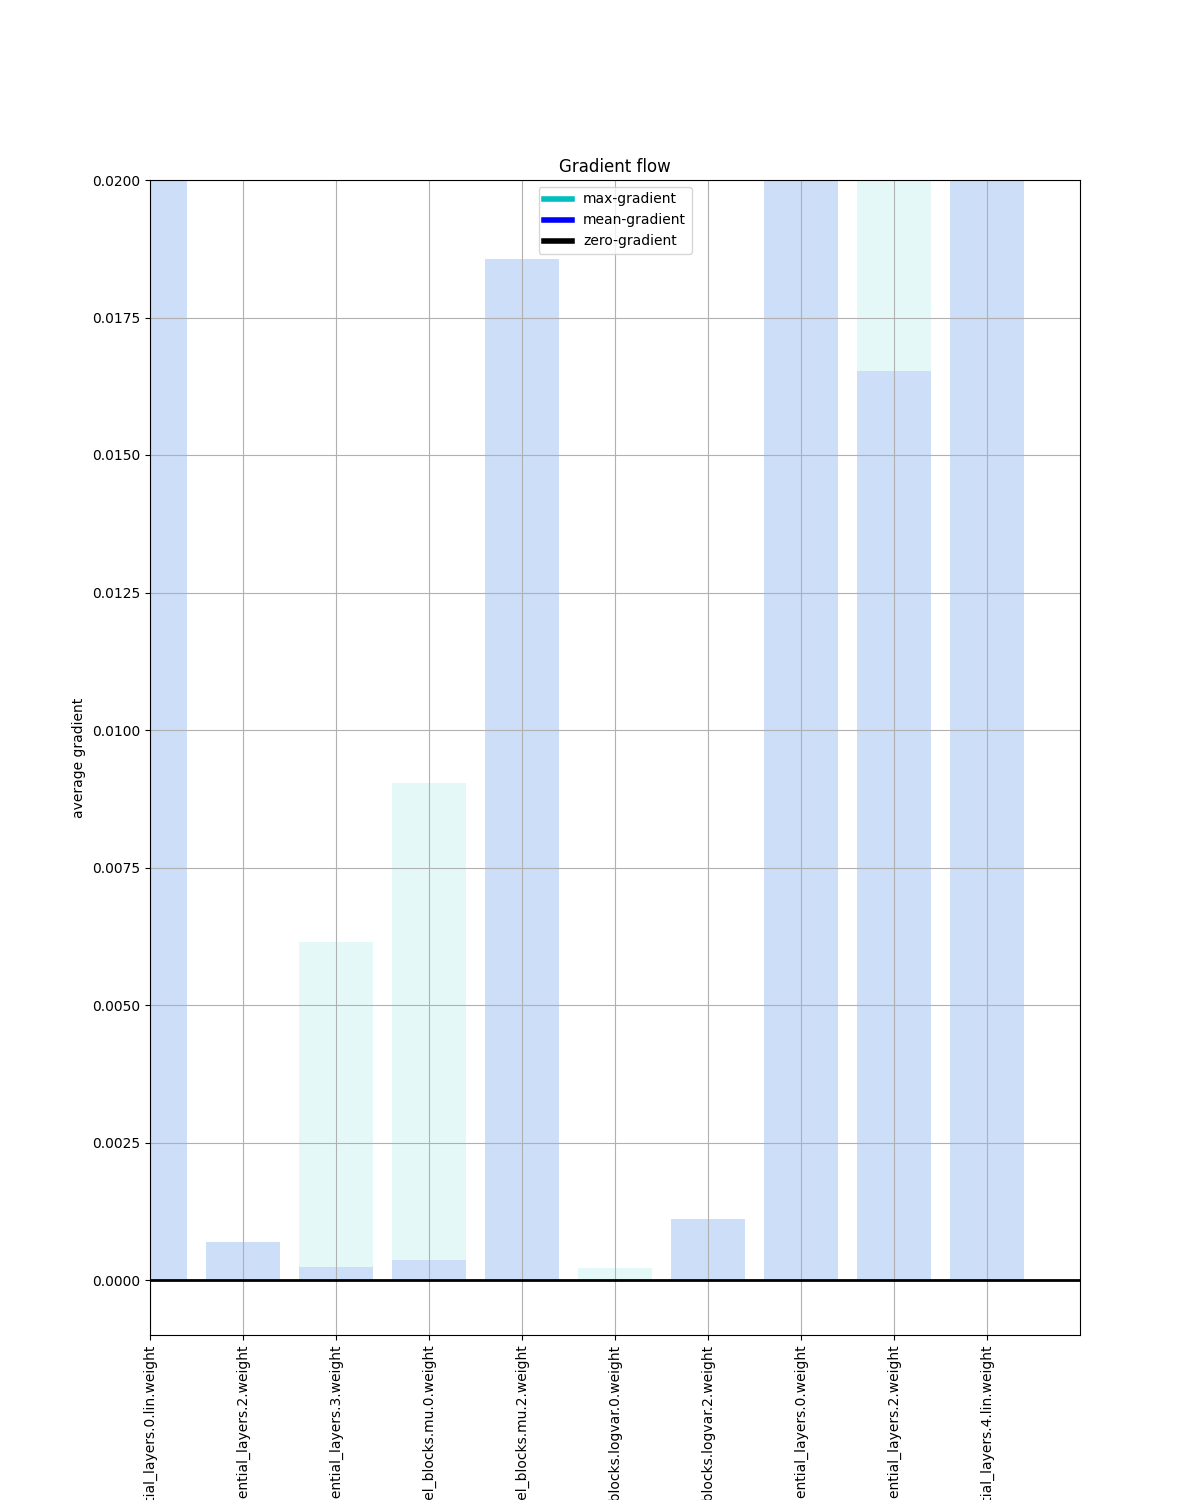 Gradient flow
max-gradient
mean-gradient
zero-gradient
0.0200
0.0175
0.0150
0.0125
0.0100
0.0075
0.0050
0.0025
0.0000
average gradient
tial_layers.0.lin.weight
ential_layers.2.weight
ential_layers.3.weight
el_blocks.mu.0.weight
el_blocks.mu.2.weight
blocks.logvar.0.weight
blocks.logvar.2.weight
ential_layers.0.weight
ential_layers.2.weight
tial_layers.4.lin.weight